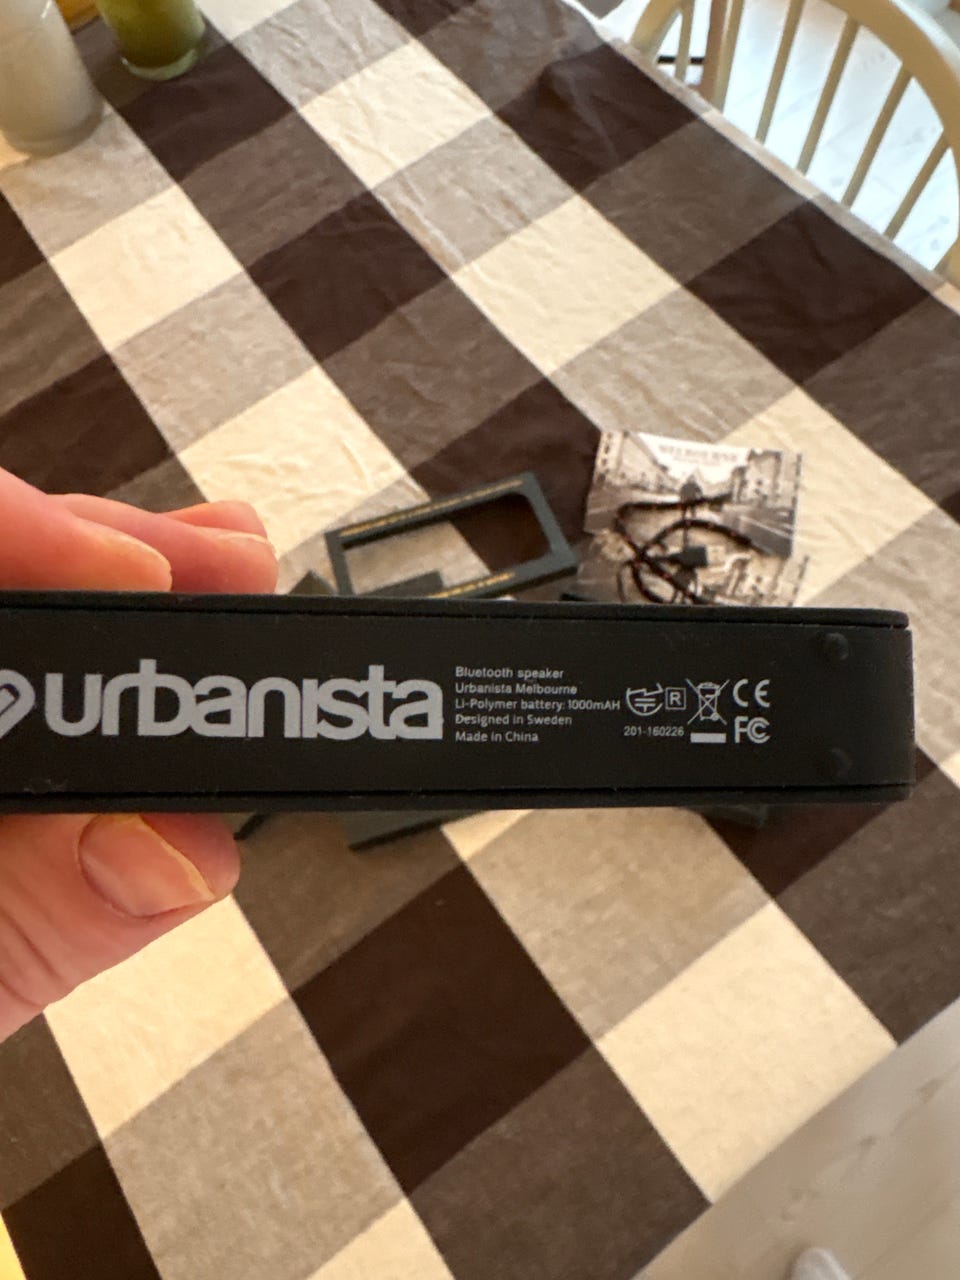 urbanista
Bluetooth speaker
Urbanista Melbourne
Li-Polymer battery: 1000mAH
Designed in Sweden
Made in China
R
201-160226
CE
FC